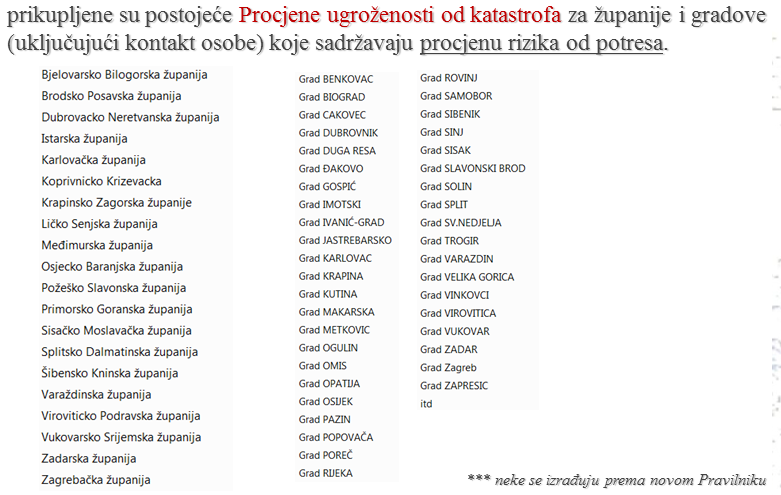 prikupljene su postojeće Procjene ugroženosti od katastrofa za županije i gradove
(uključujući kontakt osobe) koje sadržavaju procjenu rizika od potresa.
Bjelovarsko Bilogorska županija
Brodsko Posavska županija
Dubrovacko Neretvanska županija
Istarska županija
Karlovačka županija
Koprivnicko Krizevacka
Krapinsko Zagorska županije
Ličko Senjska županija
Međimurska županija
Osjecko Baranjska županija
Požeško Slavonska županija
Primorsko Goranska županija
Sisačko Moslavačka županija
Splitsko Dalmatinska županija
Šibensko Kninska županija
Varaždinska županija
Viroviticko Podravska županija
Vukovarsko Srijemska županija
Zadarska županija
Zagrebačka županija
Grad BENKOVAC
Grad BIOGRAD
Grad CAKOVEC
Grad DUBROVNIK
Grad DUGA RESA
Grad ĐAKOVO
Grad GOSPIĆ
Grad IMOTSKI
Grad IVANIĆ-GRAD
Grad JASTREBARSKO
Grad KARLOVAC
Grad KRAPINA
Grad KUTINA
Grad MAKARSKA
Grad METKOVIC
Grad OGULIN
Grad OMIS
Grad OPATIJA
Grad OSIJEK
Grad PAZIN
Grad POPOVAČA
Grad POREČ
Grad RIJEKA
Grad ROVINJ
Grad SAMOBOR
Grad SIBENIK
Grad SINJ
Grad SISAK
Grad SLAVONSKI BROD
Grad SOLIN
Grad SPLIT
Grad SV.NEDJELJA
Grad TROGIR
Grad VARAZDIN
Grad VELIKA GORICA
Grad VINKOVCI
Grad VIROVITICA
Grad VUKOVAR
Grad ZADAR
Grad Zagreb
Grad ZAPRESIC
itd
*** neke se izrađuju prema novom Pravilniku